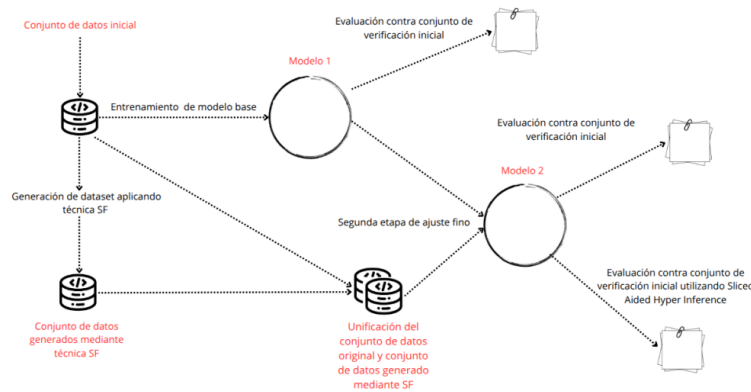 Conjunto de datos inicial
Evaluación contra conjunto de
verificación inicial
Modelo 1
Entrenamiento de modelo base
Evaluación contra conjunto de
verificación inicial
Modelo 2
Generación de dataset aplicando
técnica SF
Segunda etapa de ajuste fino
Evaluación contra conjunto de
verificación inicial utilizando Sliced
Aided Hyper Inference
Conjunto de datos
generados mediante
técnica SF
Unificación del
conjunto de datos
original y conjunto
de datos generado
mediante SF